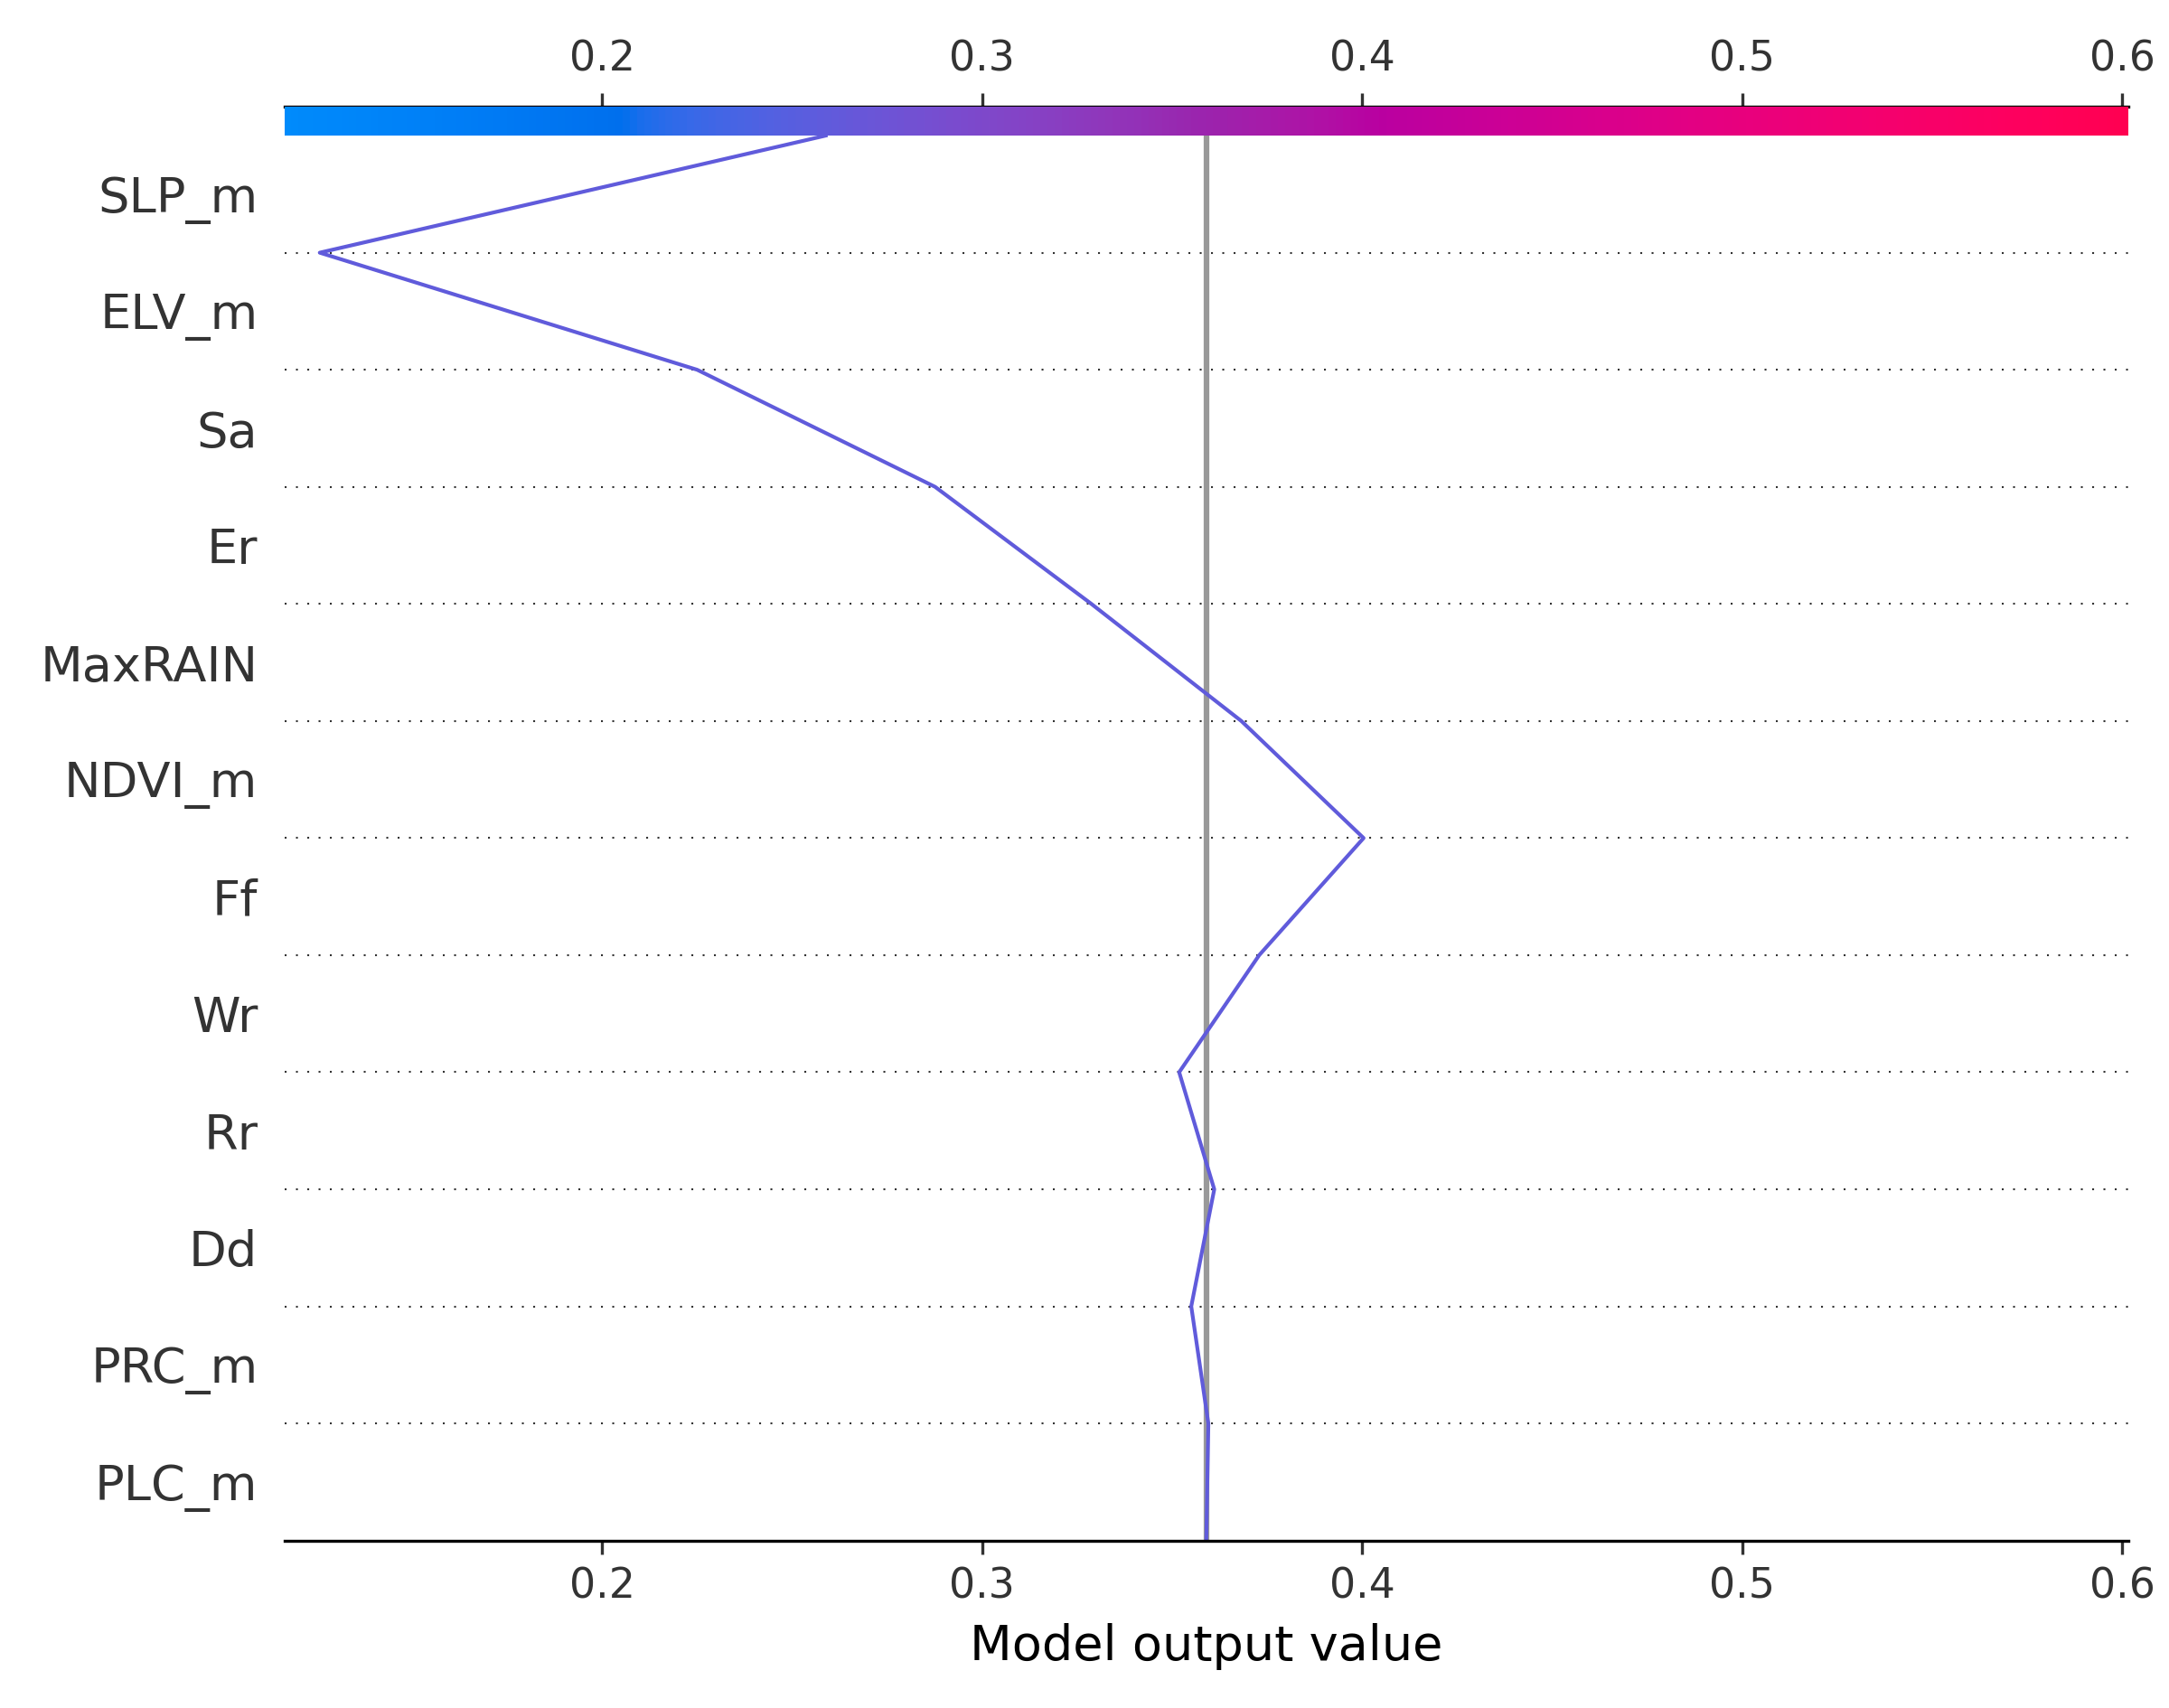 0.2 0.3 0.4 0.5 0.6
SLP_m
ELV_m
Sa
Er
MaxRAIN
NDVI_m
Ff
Wr
Rr
Dd
PRC_m
PLC_m
0.2 0.3 0.4 0.5 0.6
Model output value